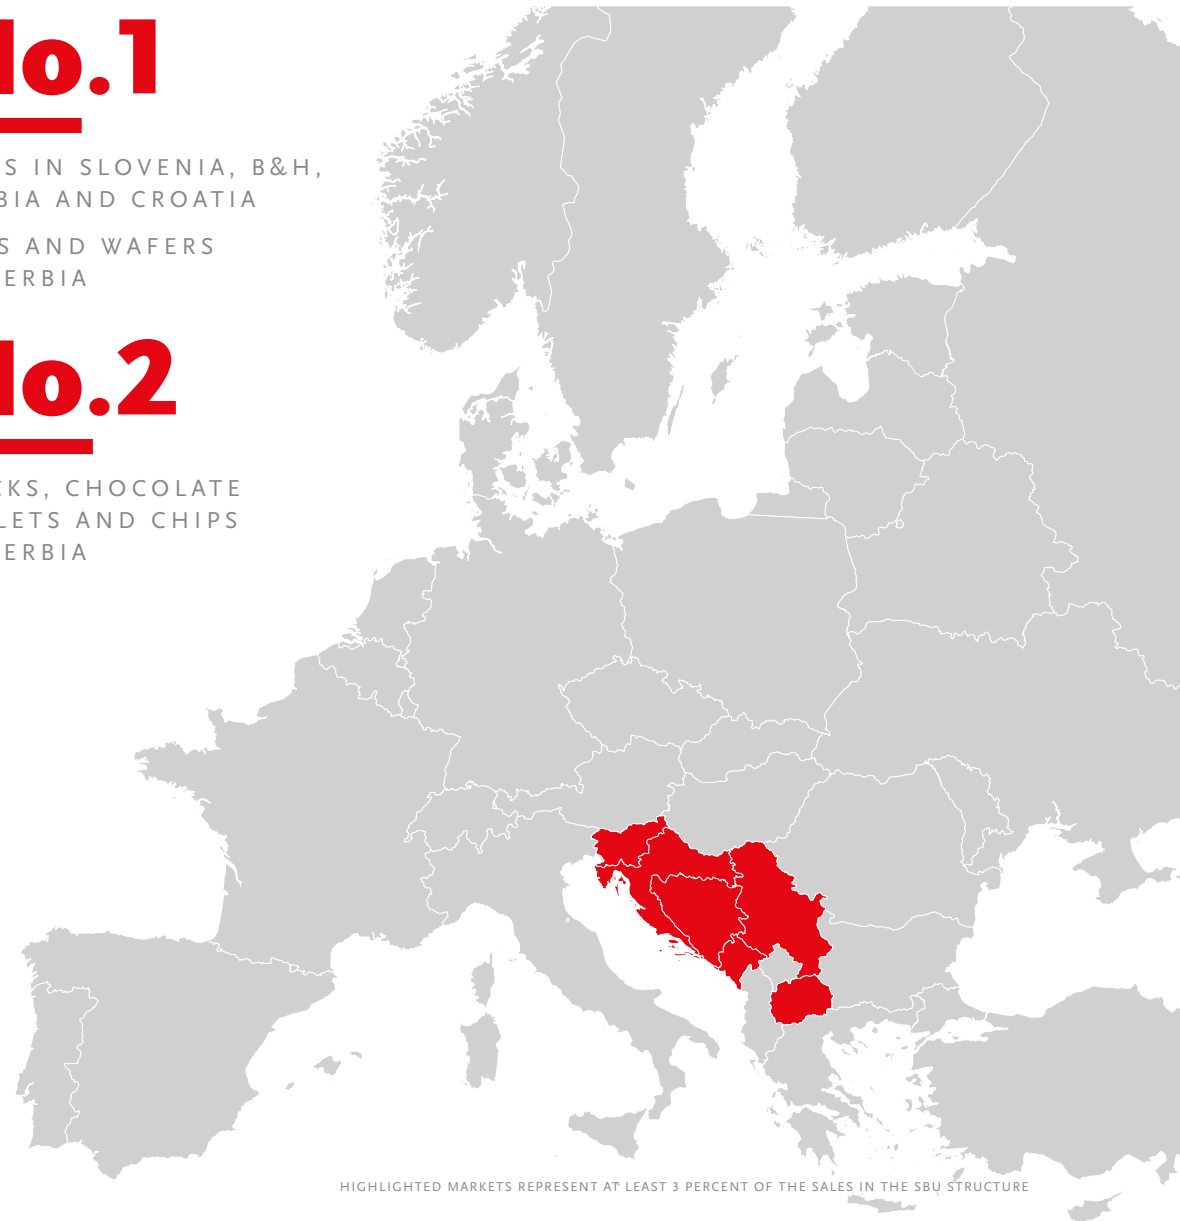 lo.1
S IN SLOVENIA, B&H,
BIA AND CROATIA
S AND WAFERS
ERBIA
lo.2
CKS, CHOCOLATE
LETS AND CHIPS
ERBIA
HIGHLIGHTED MARKETS REPRESENT AT LEAST 3 PERCENT OF THE SALES IN THE SBU STRUCTURE